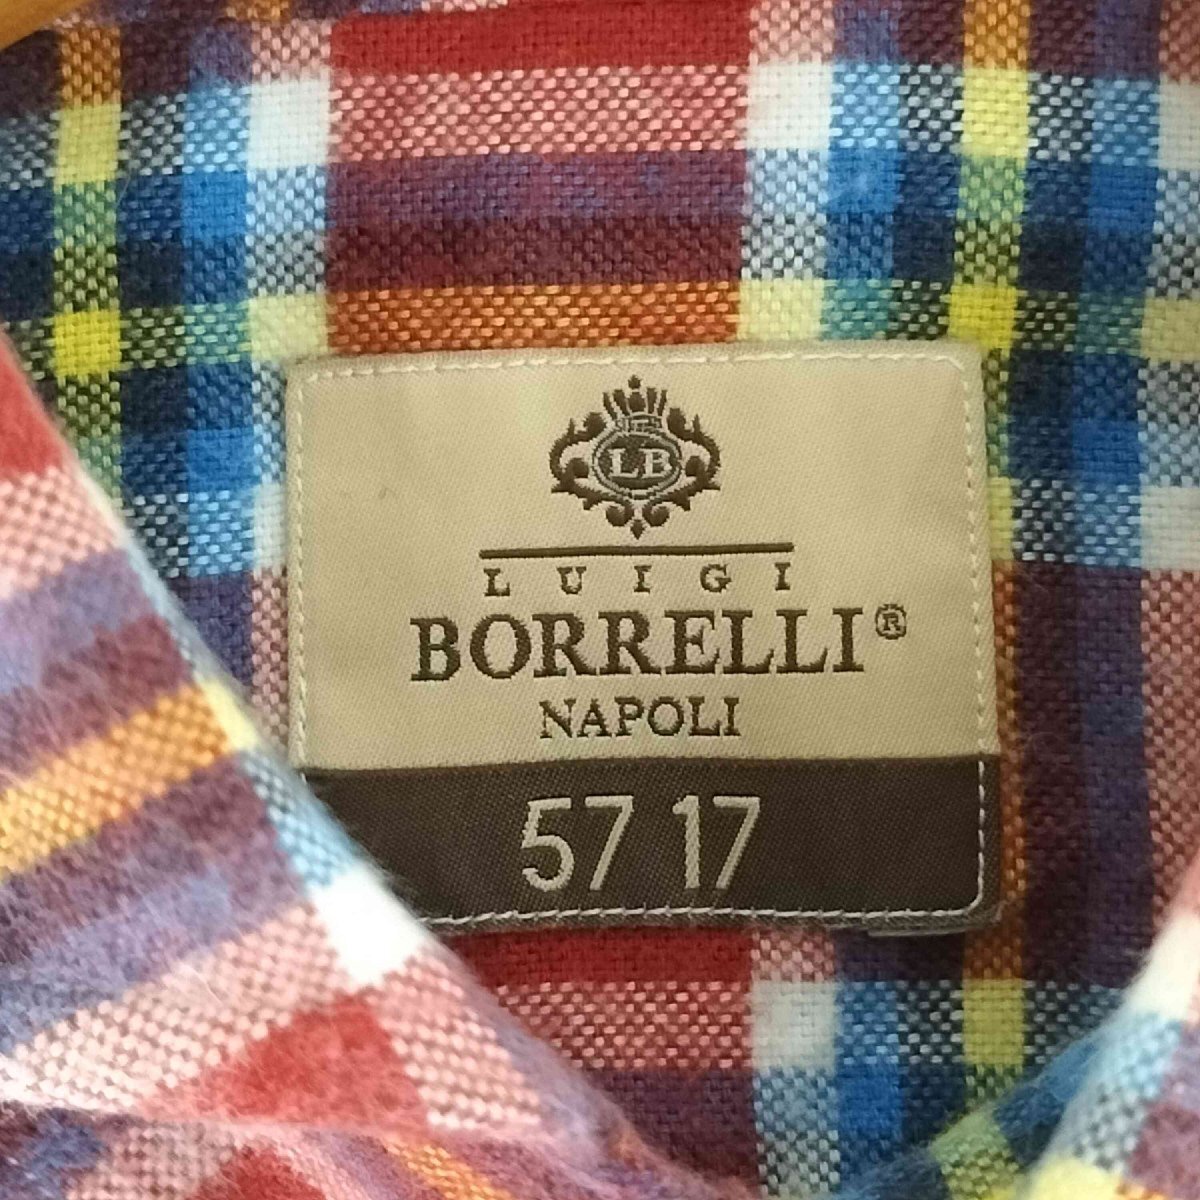 LB
LUIGI
BORRELLI®
NAPOLI
57 17